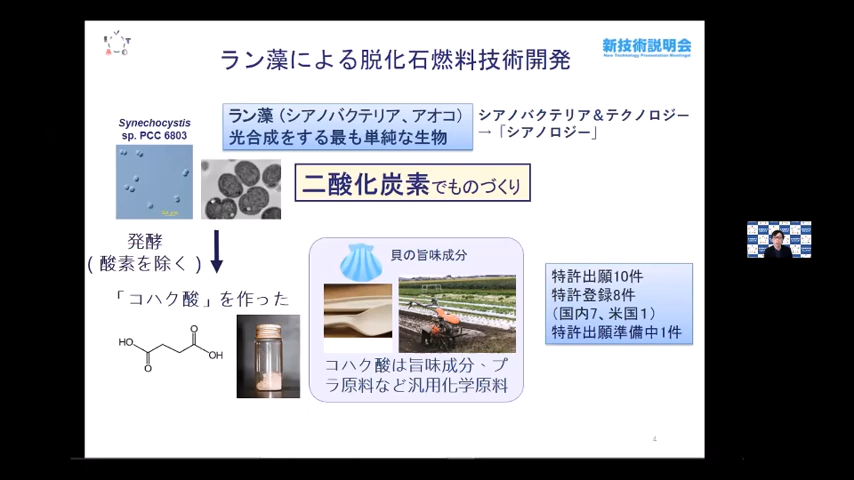 ラン藻による脱化石燃料技術開発
新技術説明会
New Technology Presentation Meetings!
Synechocystis
sp. PCC 6803
ラン藻（シアノバクテリア、アオコ）
光合成をする最も単純な生物
シアノバクテリア＆テクノロジー
→「シアノロジー」
二酸化炭素でものづくり
発酵
（酸素を除く）
「コハク酸」を作った
HO
O
O
OH
貝の旨味成分
コハク酸は旨味成分、プ
ラ原料など汎用化学原料
特許出願10件
特許登録8件
（国内7、米国１）
特許出願準備中1件
4